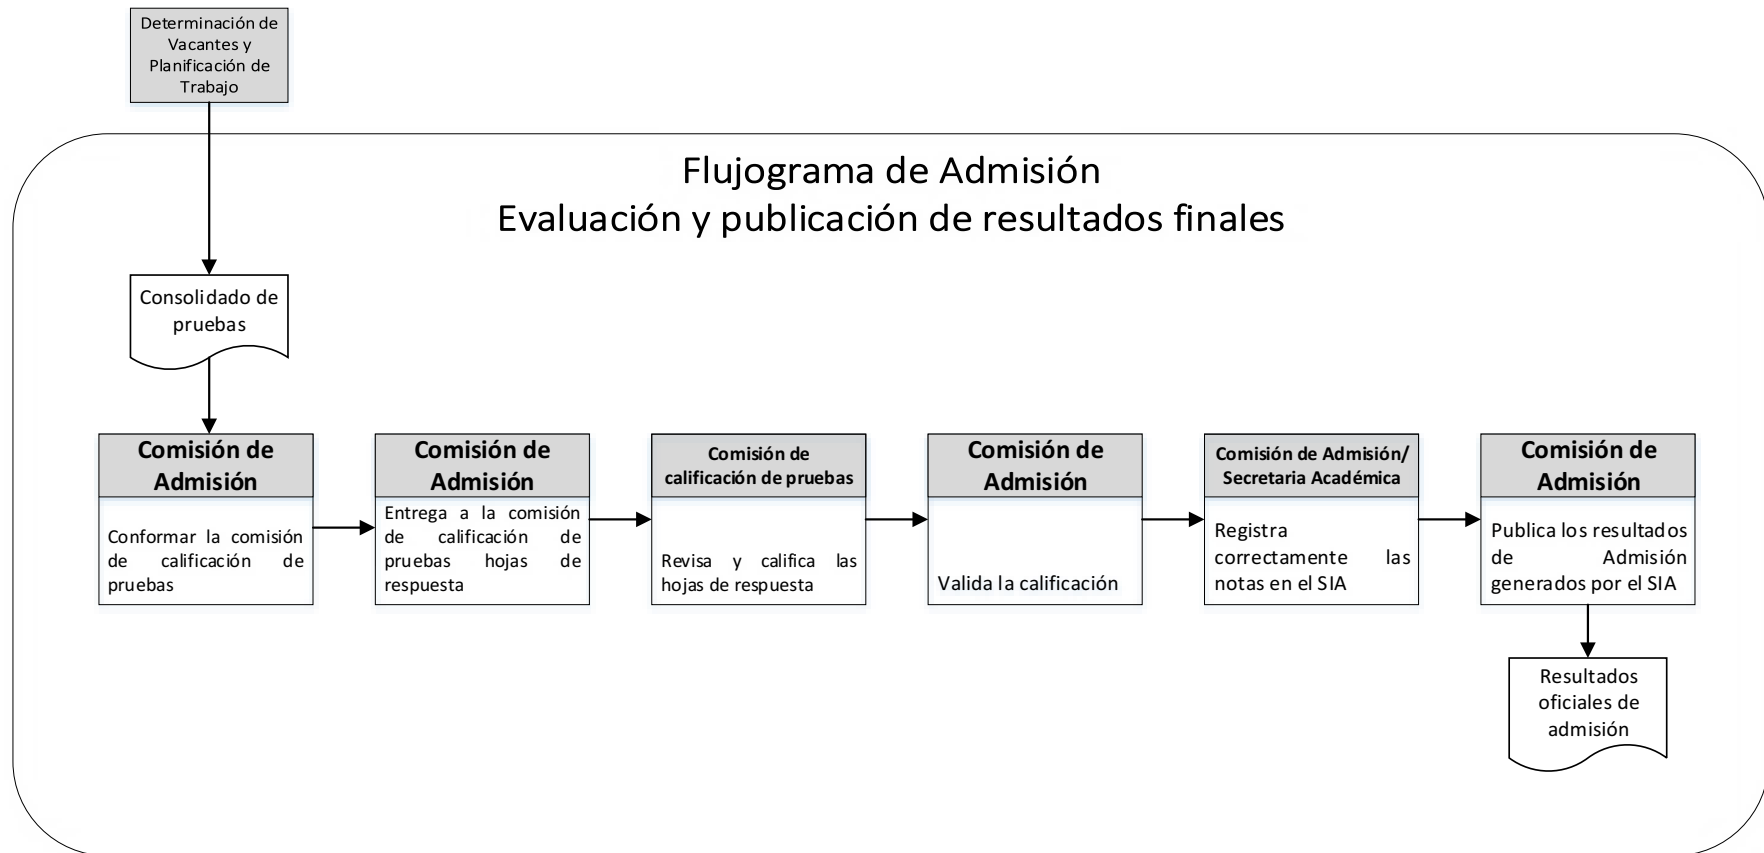 Determinación de
Vacantes y
Planificación de
Trabajo
Flujograma de Admisión
Evaluación y publicación de resultados finales
Consolidado de
pruebas
Comisión de
Admisión
Conformar la comisión
de calificación de
pruebas
Comisión de
Admisión
Entrega a la comisión
de calificación de
pruebas hojas de
respuesta
Comisión de
calificación de pruebas
Revisa y califica las
hojas de respuesta
Comisión de
Admisión
Valida la calificación
Comisión de Admisión/
Secretaria Académica
Registra
correctamente las
notas en el SIA
Comisión de
Admisión
Publica los resultados
de Admisión
generados por el SIA
Resultados
oficiales de
admisión